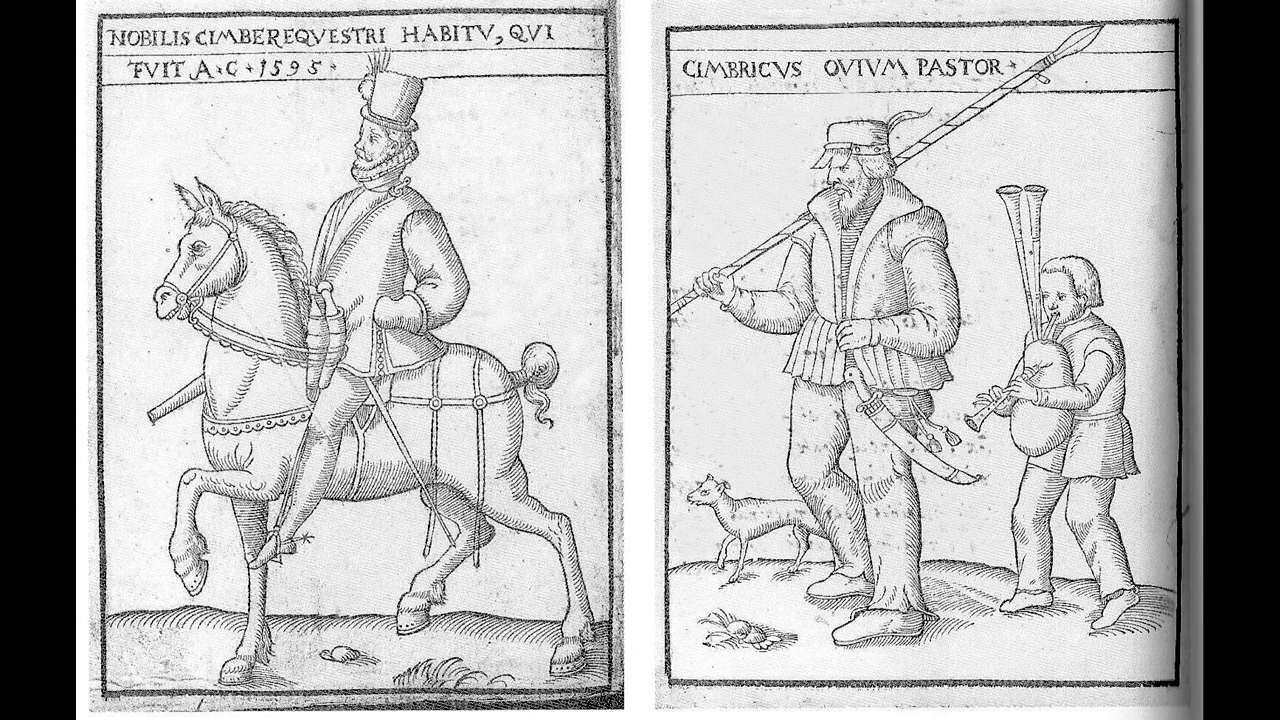 NOBILIS CIMBER EQVESTRI HABITV, QVI
FVIT A·C·1595·
CIMBRICVS OVIVM PASTOR·